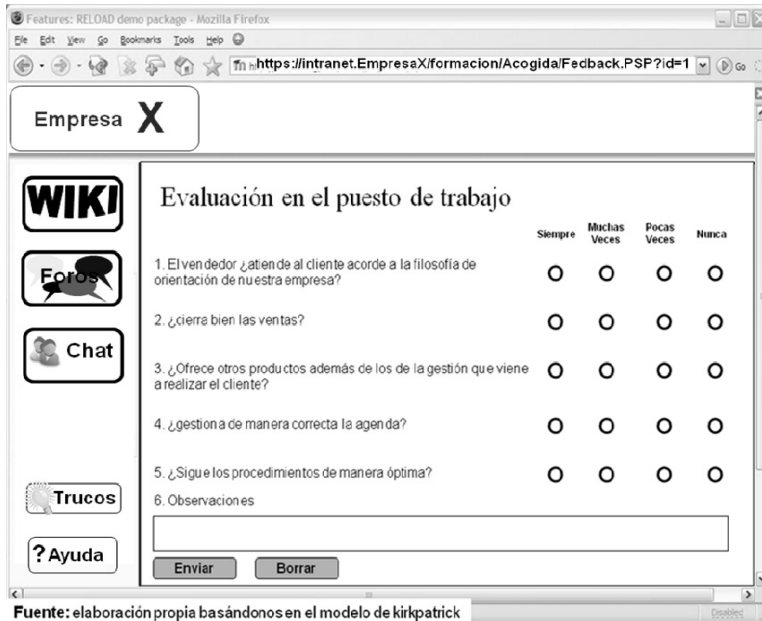 Features: RELOAD demo package - Mozilla Firefox
File Edit View Go Bookmarks Tools Help
https://intranet.EmpresaX/formacion/Acogida/Fedback.PSP?id=1 Go
Empresa X
WIKI
Foros
Chat
Trucos
? Ayuda
Evaluación en el puesto de trabajo
Siempre Muchas Veces Pocas Veces Nunca
1. El vendedor ¿atiende al cliente acorde a la filosofía de
orientación de nuestra empresa?
2. ¿cierra bien las ventas?
3. ¿Ofrece otros productos además de los de la gestión que viene
a realizar el cliente?
4. ¿gestiona de manera correcta la agenda?
5. ¿Sigue los procedimientos de manera óptima?
6. Observaciones
Enviar Borrar
Fuente: elaboración propia basándonos en el modelo de kirkpatrick
Disabled